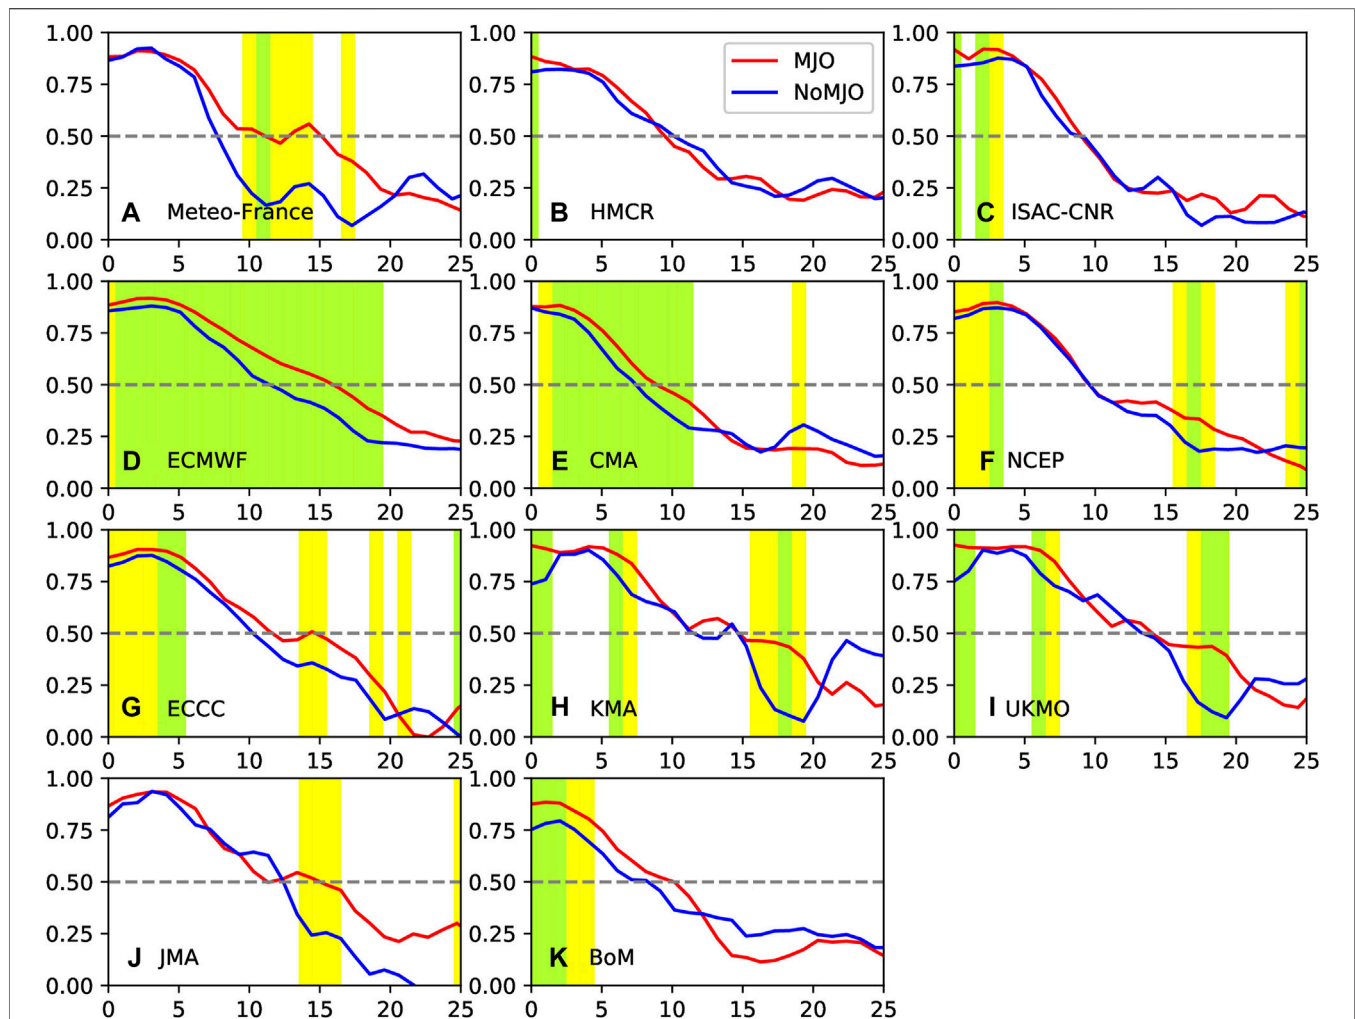 1.00
0.75
0.50
0.25
0.00
A Meteo-France
0 5 10 15 20 25
1.00
0.75
0.50
0.25
0.00
MJO
NoMJO
B HMCR
0 5 10 15 20 25
1.00
0.75
0.50
0.25
0.00
C ISAC-CNR
0 5 10 15 20 25
1.00
0.75
0.50
0.25
0.00
D ECMWF
0 5 10 15 20 25
1.00
0.75
0.50
0.25
0.00
E CMA
0 5 10 15 20 25
1.00
0.75
0.50
0.25
0.00
F NCEP
0 5 10 15 20 25
1.00
0.75
0.50
0.25
0.00
G ECCC
0 5 10 15 20 25
1.00
0.75
0.50
0.25
0.00
H KMA
0 5 10 15 20 25
1.00
0.75
0.50
0.25
0.00
I UKMO
0 5 10 15 20 25
1.00
0.75
0.50
0.25
0.00
J JMA
0 5 10 15 20 25
1.00
0.75
0.50
0.25
0.00
K BoM
0 5 10 15 20 25